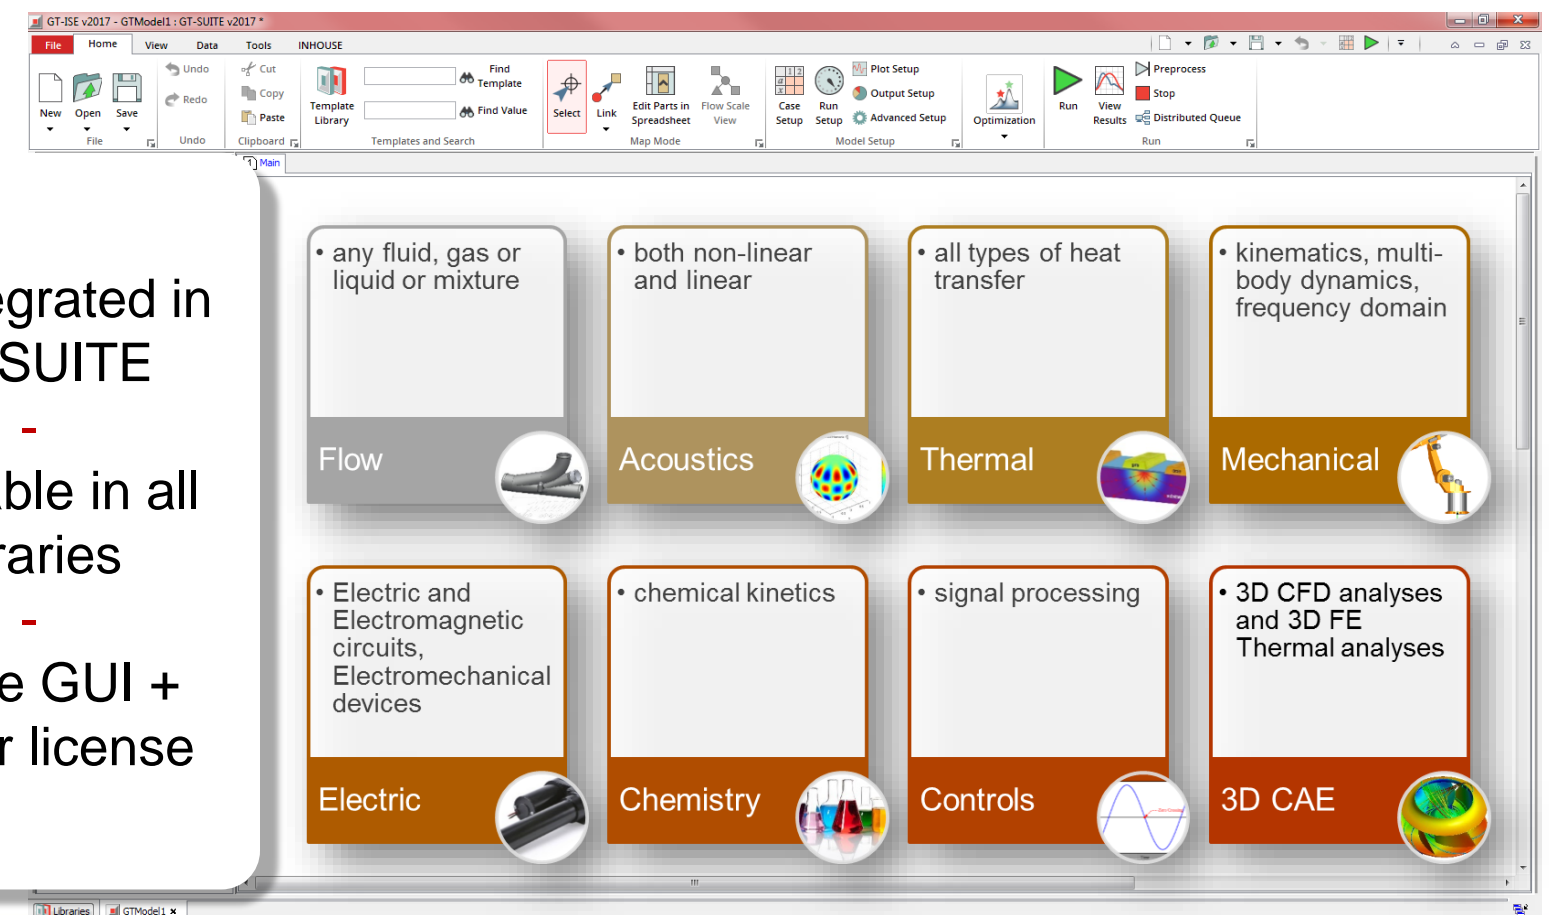 GT-ISE v2017 - GTModel1 : GT-SUITE v2017 *
File Home View Data Tools INHOUSE
New Open Save
File
Undo
Redo
Undo
Cut
Copy
Paste
Clipboard
Template Library
Find Template
Find Value
Templates and Search
Select
Link
Edit Parts in Spreadsheet
Flow Scale View
Map Mode
Case Setup
Run Setup
Plot Setup
Output Setup
Advanced Setup
Model Setup
Optimization
Run
View Results
Preprocess
Stop
Distributed Queue
Run
1 Main
egrated in
SUITE
-
able in all
raries
-
e GUI +
r license
• any fluid, gas or
liquid or mixture
Flow
• both non-linear
and linear
Acoustics
• all types of heat
transfer
Thermal
• kinematics, multi-
body dynamics,
frequency domain
Mechanical
• Electric and
Electromagnetic
circuits,
Electromechanical
devices
Electric
• chemical kinetics
Chemistry
• signal processing
Controls
• 3D CFD analyses
and 3D FE
Thermal analyses
3D CAE
Libraries GTModel1